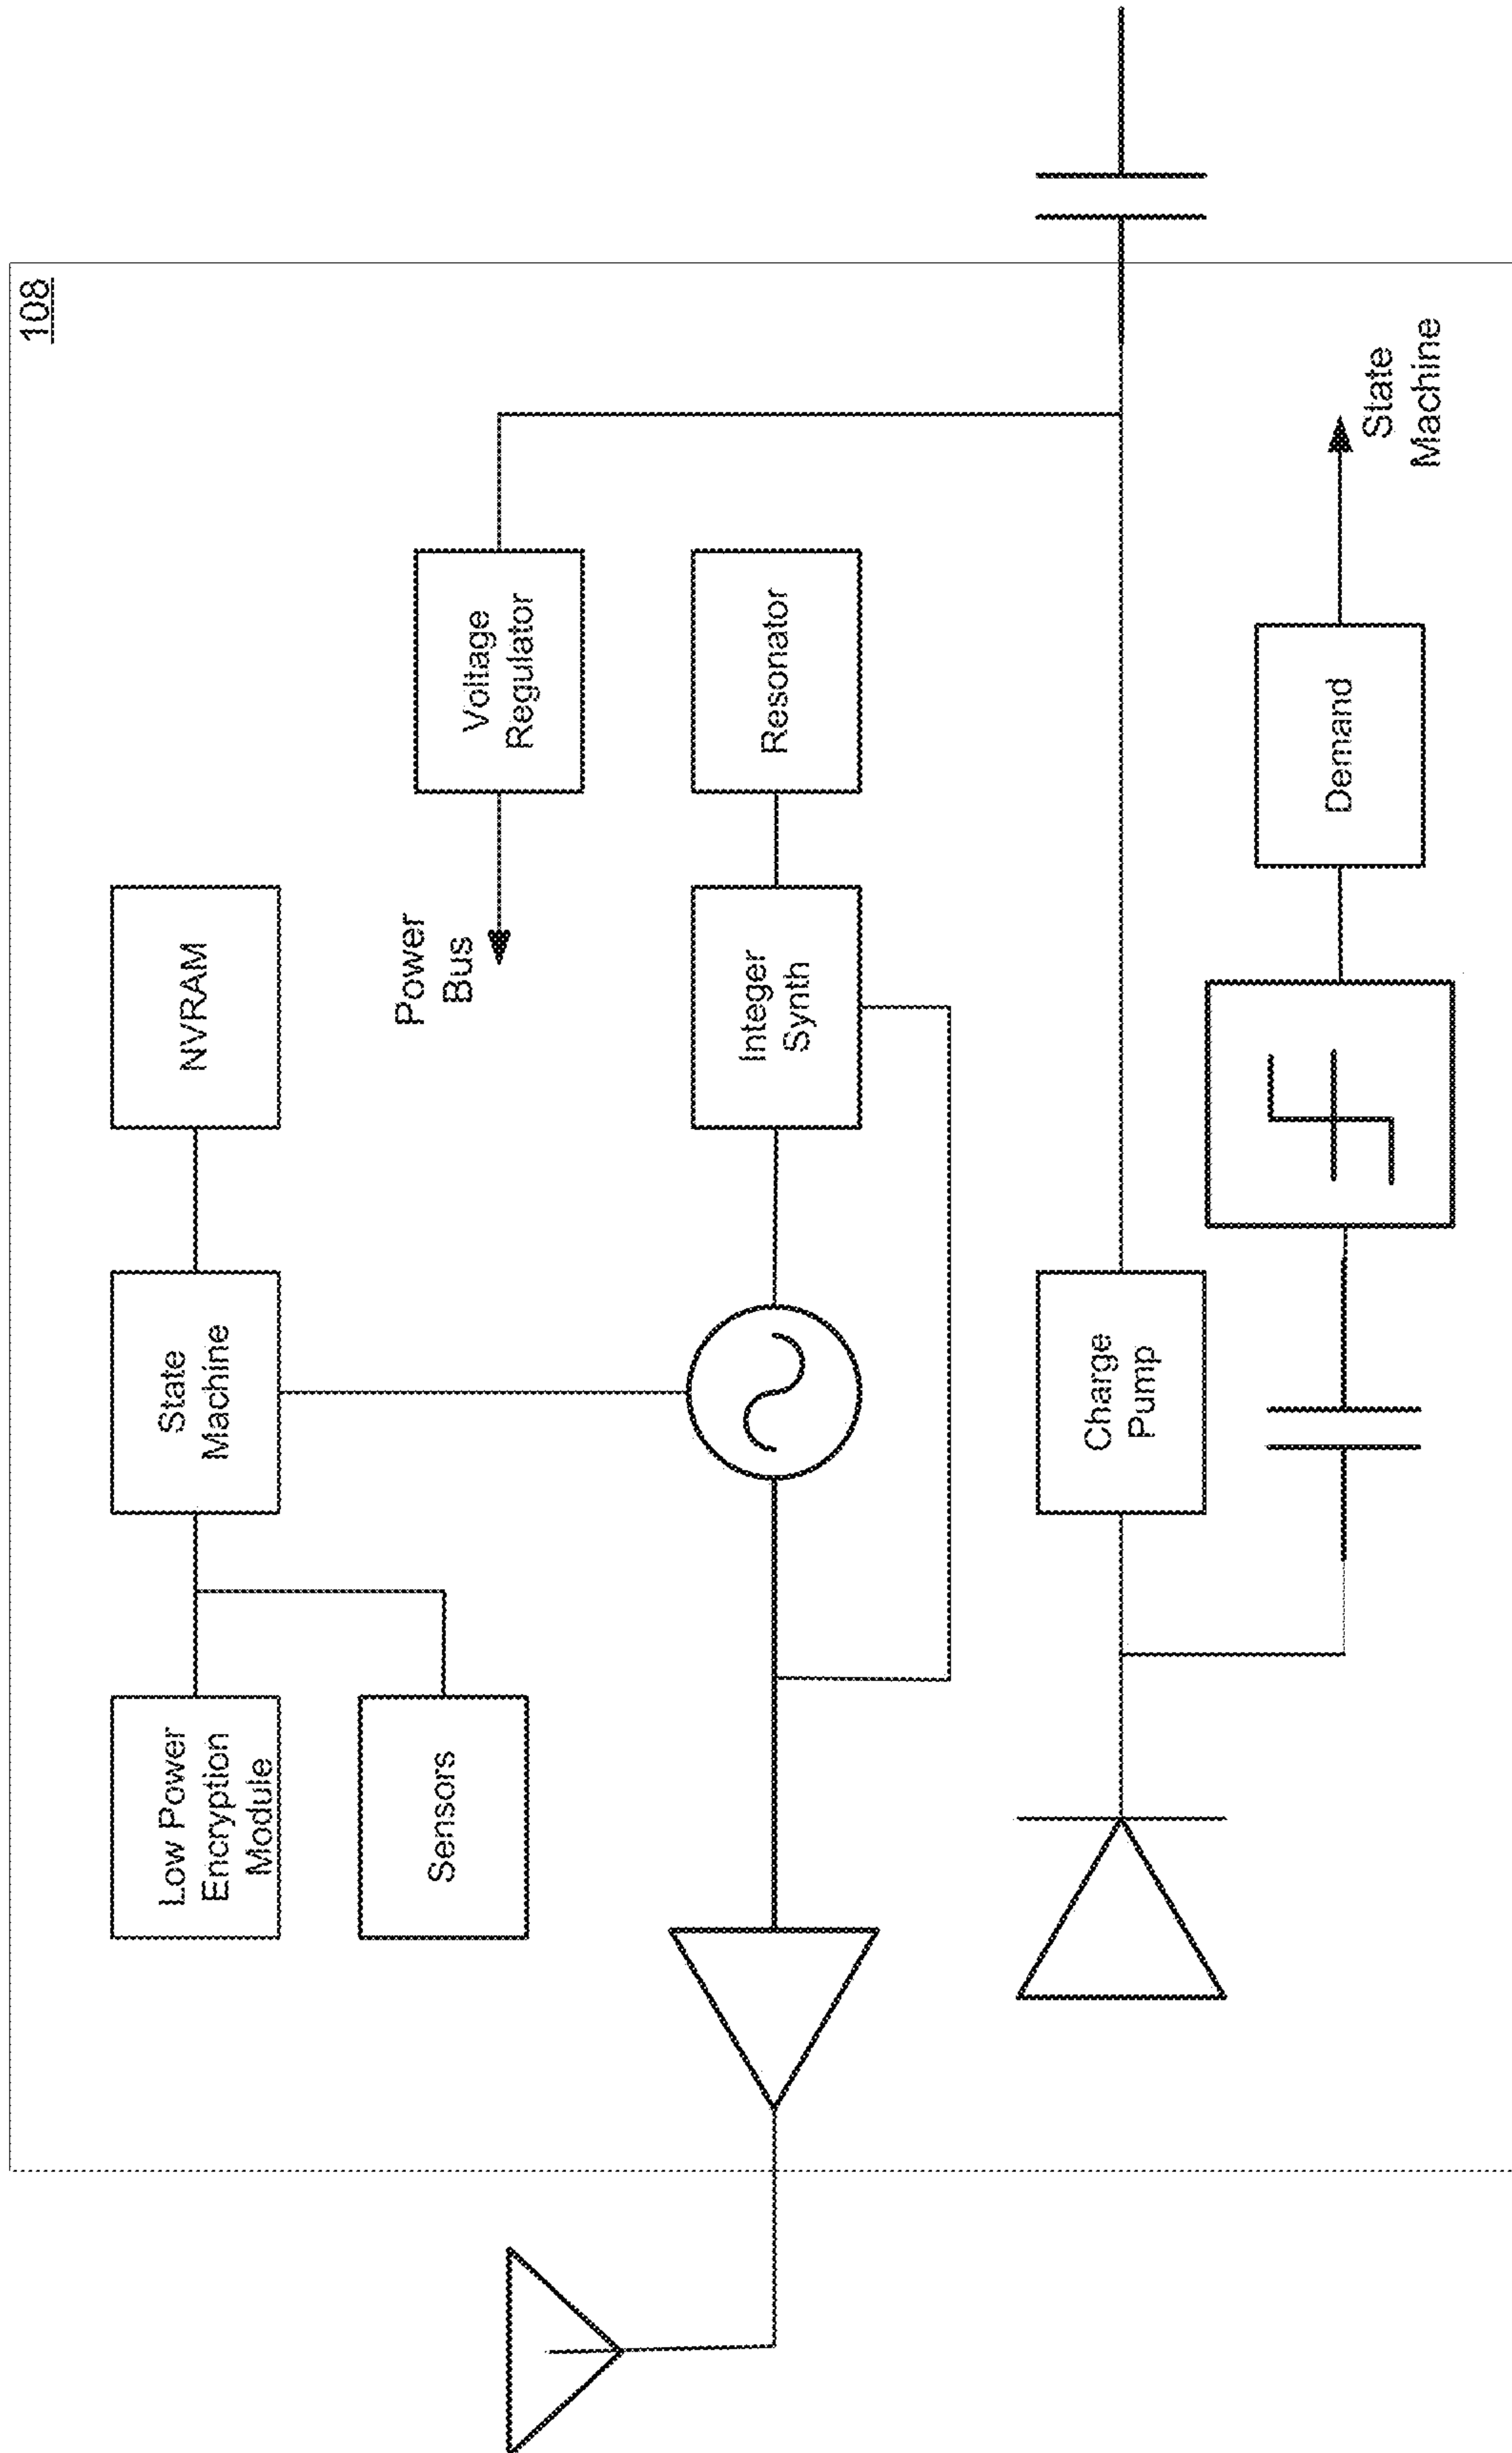 108
Low Power
Encryption
Module
State
Machine
NVRAM
Sensors
Power
Bus
Voltage
Regulator
Integer
Synth
Resonator
Charge
Pump
Demand
State
Machine